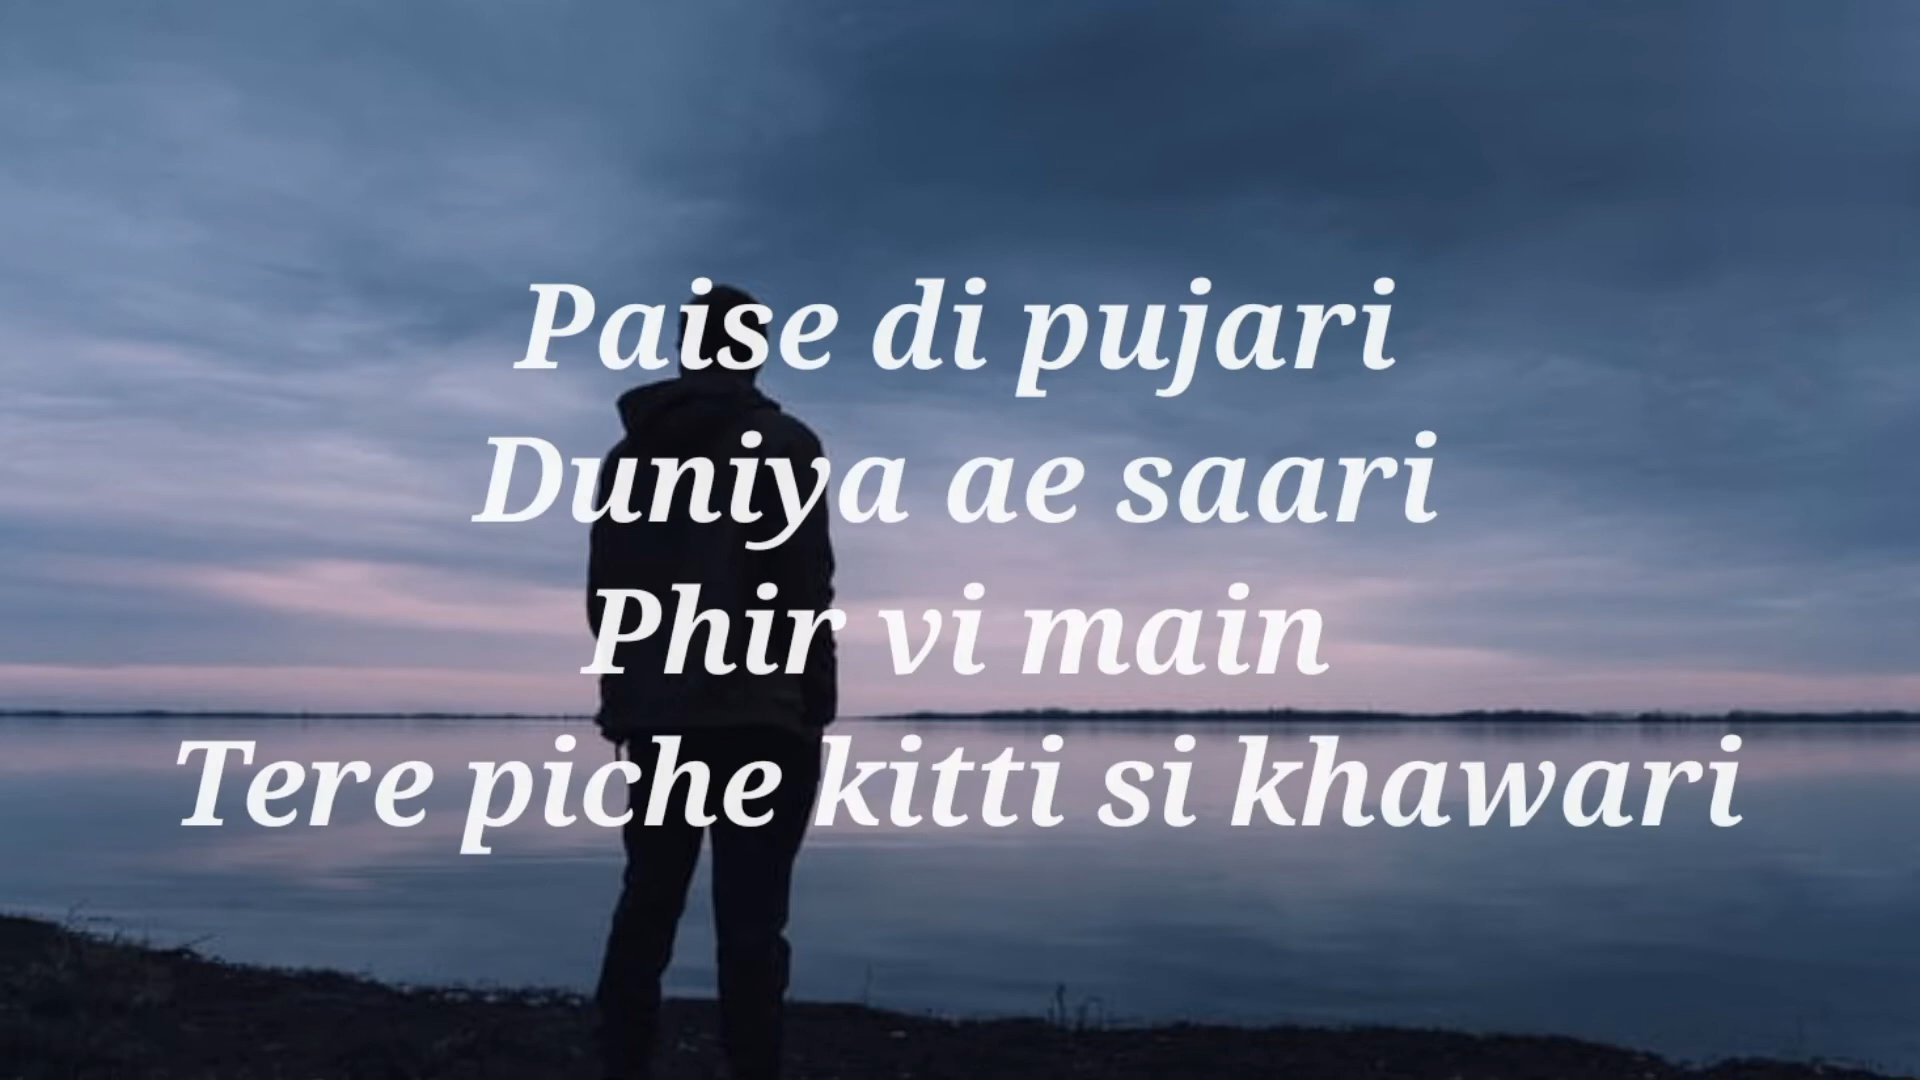 Paise di pujari
Duniya ae saari
Phir vi main
Tere piche kitti si khawari